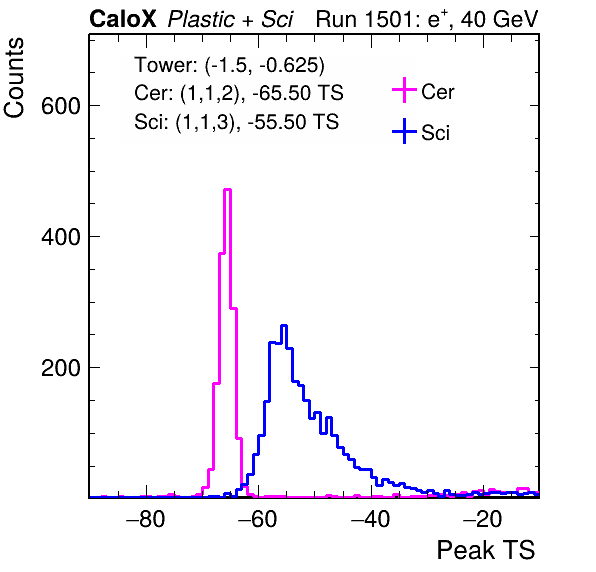 CaloX Plastic + Sci Run 1501: e⁺, 40 GeV
Counts
Tower: (-1.5, -0.625)
Cer: (1,1,2), -65.50 TS
Sci: (1,1,3), -55.50 TS
Cer
Sci
600
400
200
−80 −60 −40 −20
Peak TS